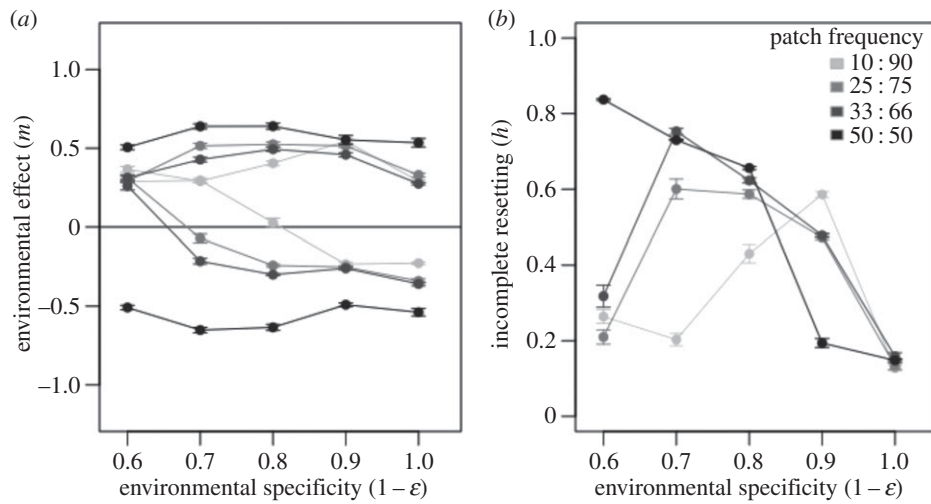 (a)
environmental effect (m)
1.0
0.5
0
–0.5
–1.0
0.6 0.7 0.8 0.9 1.0
environmental specificity (1 – ε)
(b)
incomplete resetting (h)
1.0
0.8
0.6
0.4
0.2
0
patch frequency
10 : 90
25 : 75
33 : 66
50 : 50
0.6 0.7 0.8 0.9 1.0
environmental specificity (1 – ε)